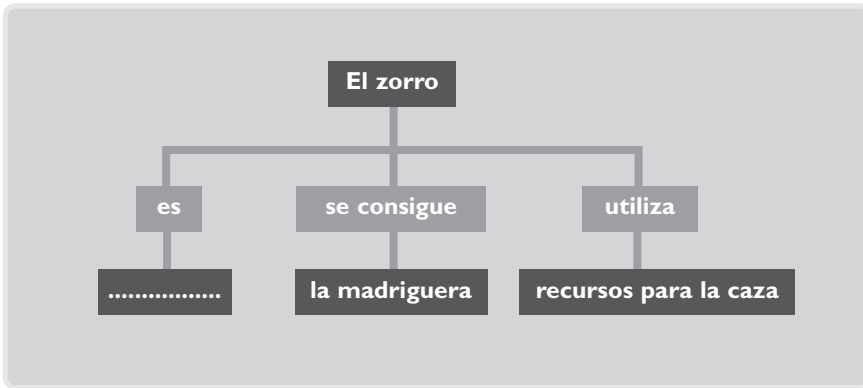 El zorro
es
se consigue
utiliza
.................
la madriguera
recursos para la caza